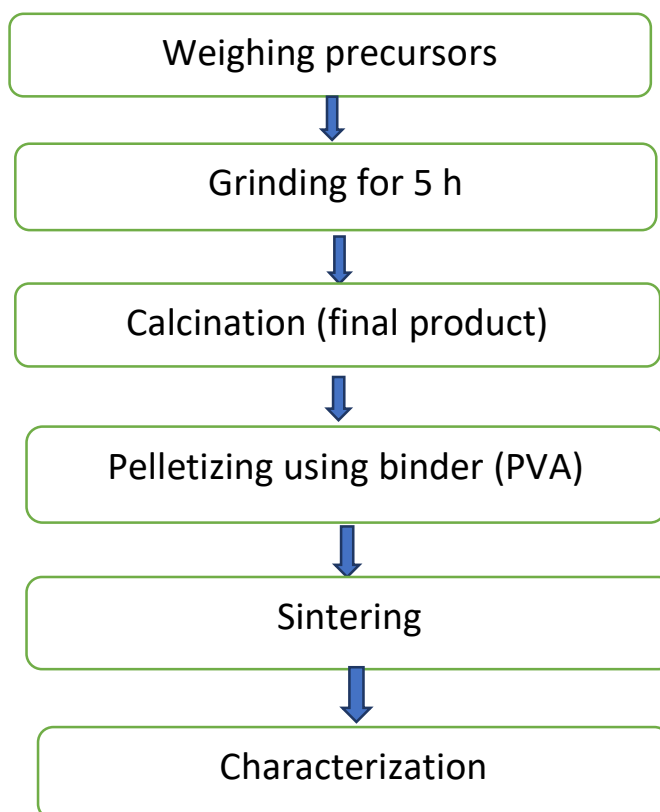 Weighing precursors
Grinding for 5 h
Calcination (final product)
Pelletizing using binder (PVA)
Sintering
Characterization